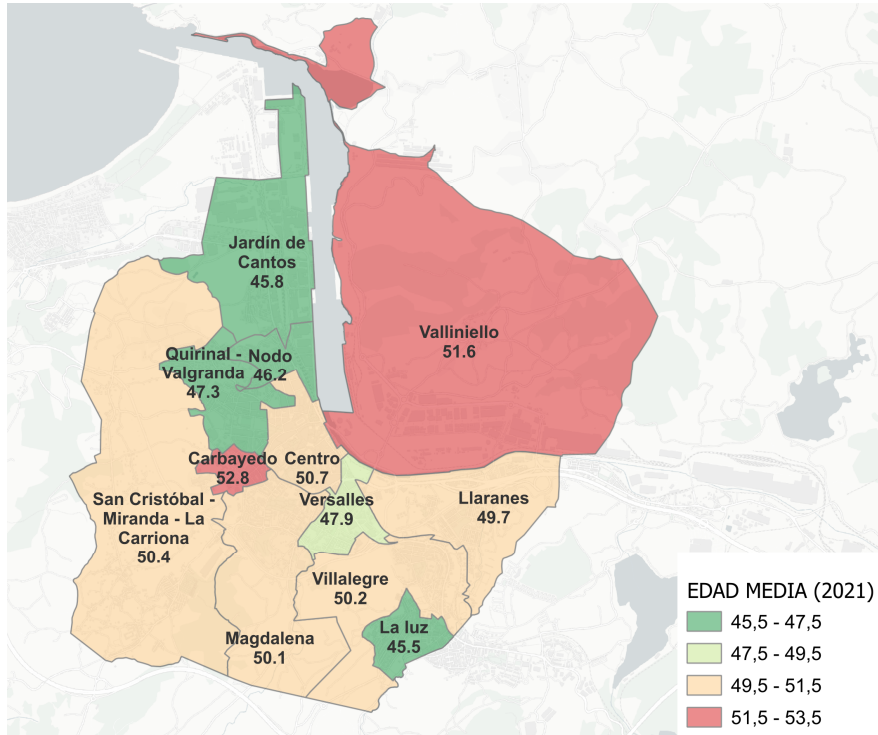 Jardín de
Cantos
45.8
Valliniello
51.6
Quirinal -
Valgranda
47.3
Nodo
46.2
Carbayedo
52.8
Centro
50.7
Versalles
47.9
Llaranes
49.7
San Cristóbal -
Miranda - La
Carriona
50.4
Villalegre
50.2
La luz
45.5
Magdalena
50.1
EDAD MEDIA (2021)
45,5 - 47,5
47,5 - 49,5
49,5 - 51,5
51,5 - 53,5